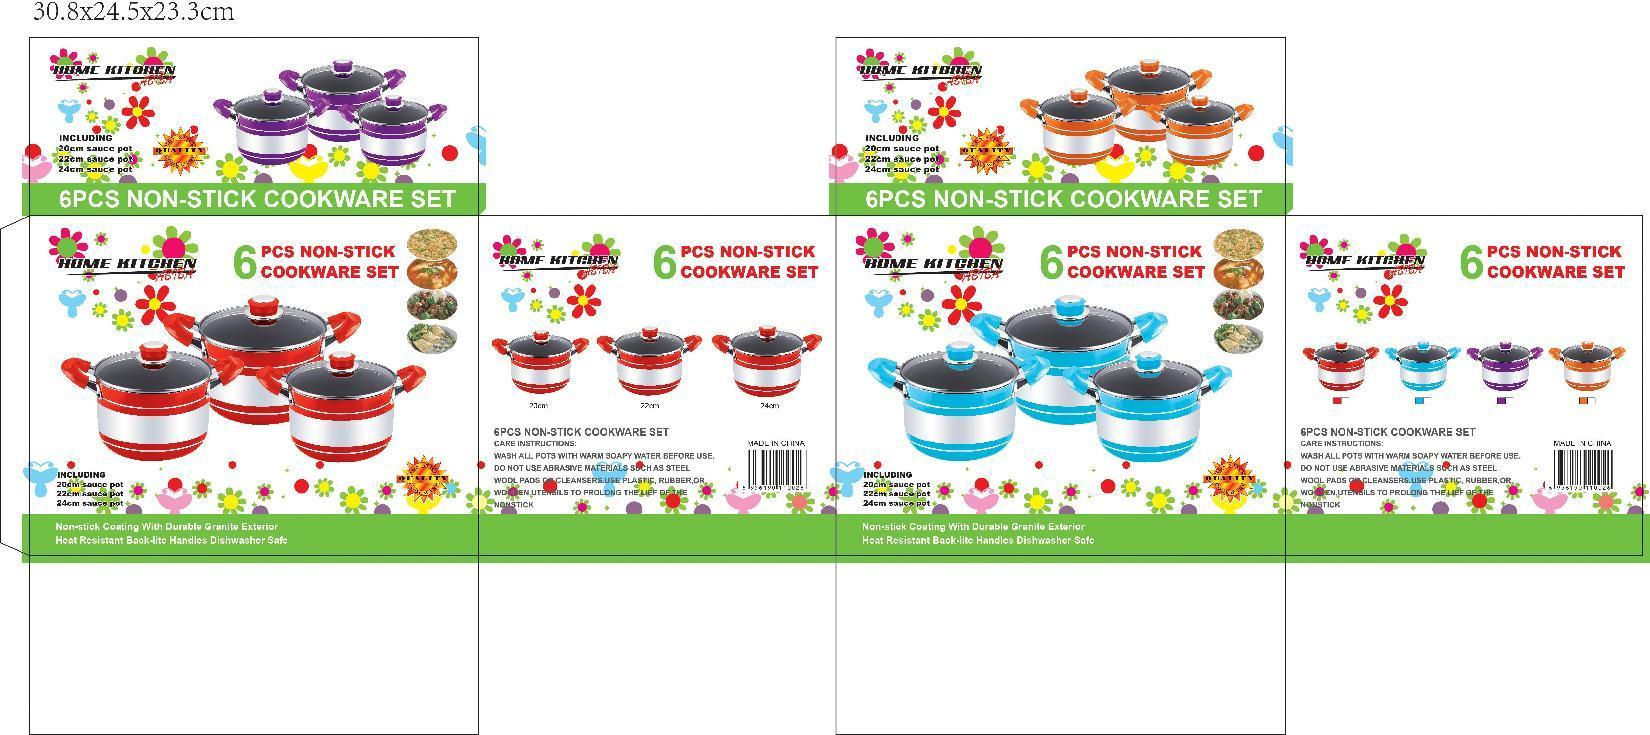 30.8x24.5x23.3cm
HOME KITCHEN
INCLUDING
20cm sauce pot
22cm sauce pot
24cm sauce pot
QUALITY
6PCS NON-STICK COOKWARE SET
HOME KITCHEN
INCLUDING
20cm sauce pot
22cm sauce pot
24cm sauce pot
QUALITY
6PCS NON-STICK COOKWARE SET
HOME KITCHEN
6 PCS NON-STICK
COOKWARE SET
INCLUDING
20cm sauce pot
22cm sauce pot
24cm sauce pot
QUALITY
Non-stick Coating With Durable Granite Exterior
Heat Resistant Back-lite Handles Dishwasher Safe
HOME KITCHEN
6 PCS NON-STICK
COOKWARE SET
20cm
22cm
24cm
6PCS NON-STICK COOKWARE SET
CARE INSTRUCTIONS:
WASH ALL POTS WITH WARM SOAPY WATER BEFORE USE.
DO NOT USE ABRASIVE MATERIALS SUCH AS STEEL
WOOL PADS OR CLEANSERS.USE PLASTIC, RUBBER,OR
WOODEN,UTENSILS TO PROLONG THE LIEF OF THE
NONSTICK
MADE IN CHINA
HOME KITCHEN
6 PCS NON-STICK
COOKWARE SET
INCLUDING
20cm sauce pot
22cm sauce pot
24cm sauce pot
QUALITY
Non-stick Coating With Durable Granite Exterior
Heat Resistant Back-lite Handles Dishwasher Safe
HOME KITCHEN
6 PCS NON-STICK
COOKWARE SET
6PCS NON-STICK COOKWARE SET
CARE INSTRUCTIONS:
WASH ALL POTS WITH WARM SOAPY WATER BEFORE USE.
DO NOT USE ABRASIVE MATERIALS SUCH AS STEEL
WOOL PADS OR CLEANSERS.USE PLASTIC, RUBBER,OR
WOODEN,UTENSILS TO PROLONG THE LIEF OF THE
NONSTICK
MADE IN CHINA